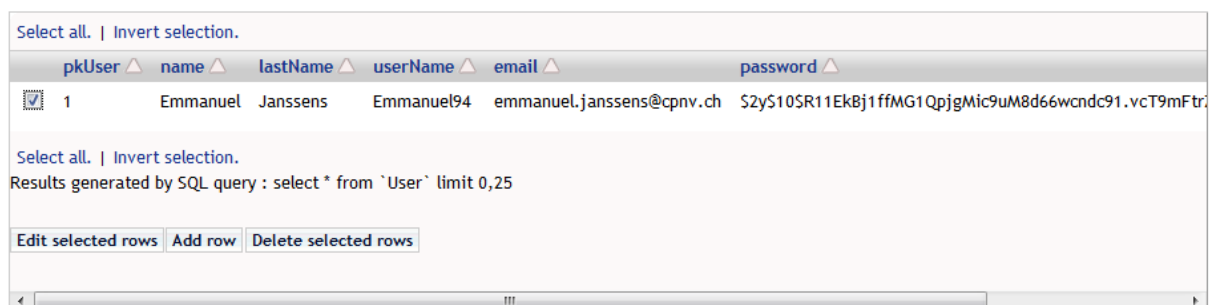 Select all. | Invert selection.
pkUser name lastName userName email password
1 Emmanuel Janssens Emmanuel94 emmanuel.janssens@cpnv.ch $2y$10$R11EkBj1ffMG1QpjgMic9uM8d66wcndc91.vcT9mFtr
Select all. | Invert selection.
Results generated by SQL query : select * from `User` limit 0,25
Edit selected rows Add row Delete selected rows